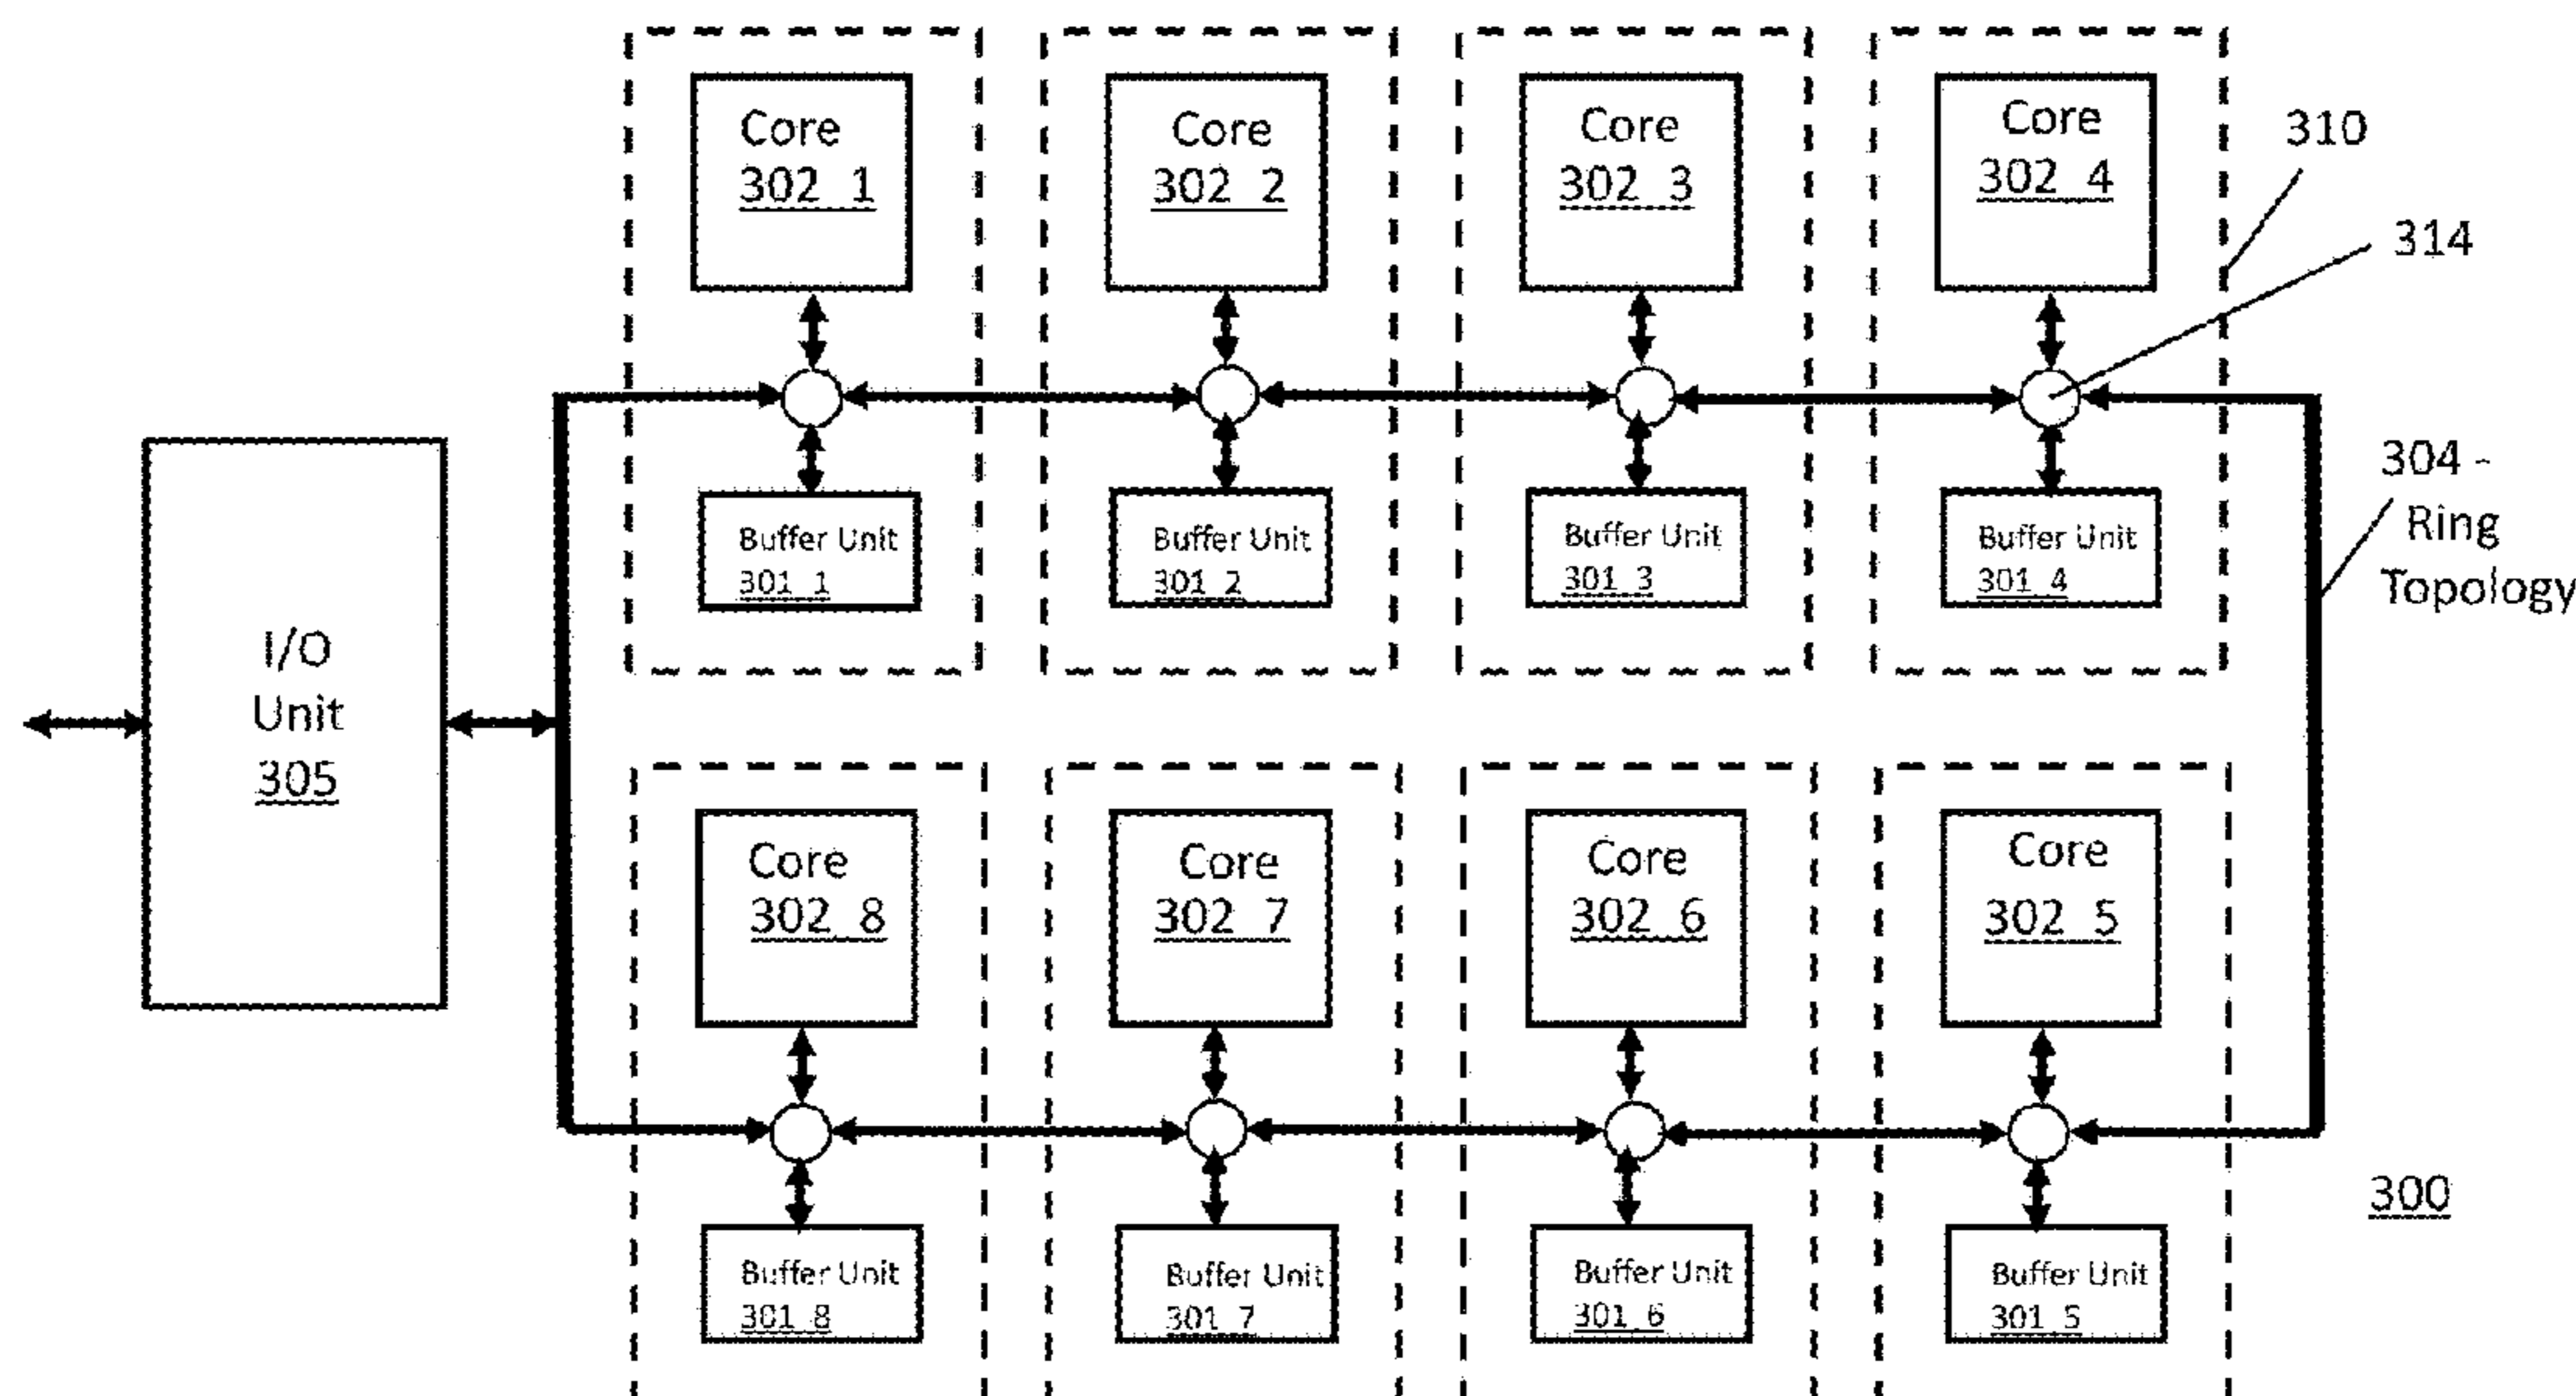 Core
302_1
Core
302_2
Core
302_3
Core
302_4
310
314
Buffer Unit
301_1
Buffer Unit
301_2
Buffer Unit
301_3
Buffer Unit
301_4
304 -
Ring
Topology
I/O
Unit
305
Core
302_8
Core
302_7
Core
302_6
Core
302_5
Buffer Unit
301_8
Buffer Unit
301_7
Buffer Unit
301_6
Buffer Unit
301_5
300